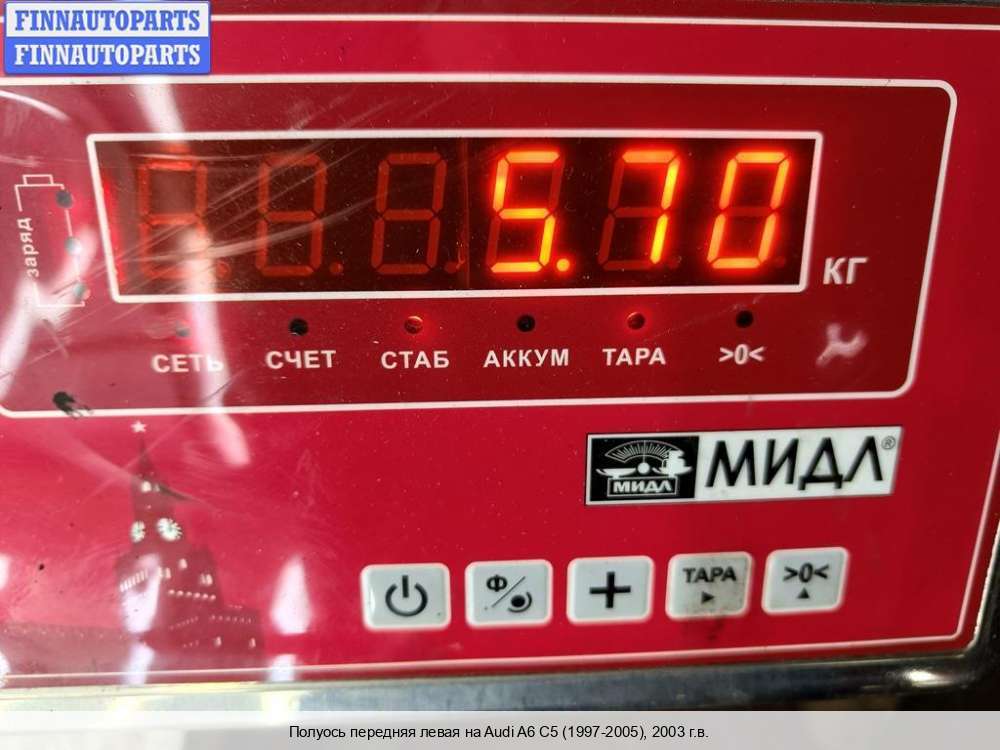 FINNAUTOPARTS
FINNAUTOPARTS
заряд
5.70
КГ
СЕТЬ СЧЕТ СТАБ АККУМ ТАРА >0<
МИДЛ МИДЛ®
Ф
ТАРА >0<
Полуось передняя левая на Audi A6 C5 (1997-2005), 2003 г.в.